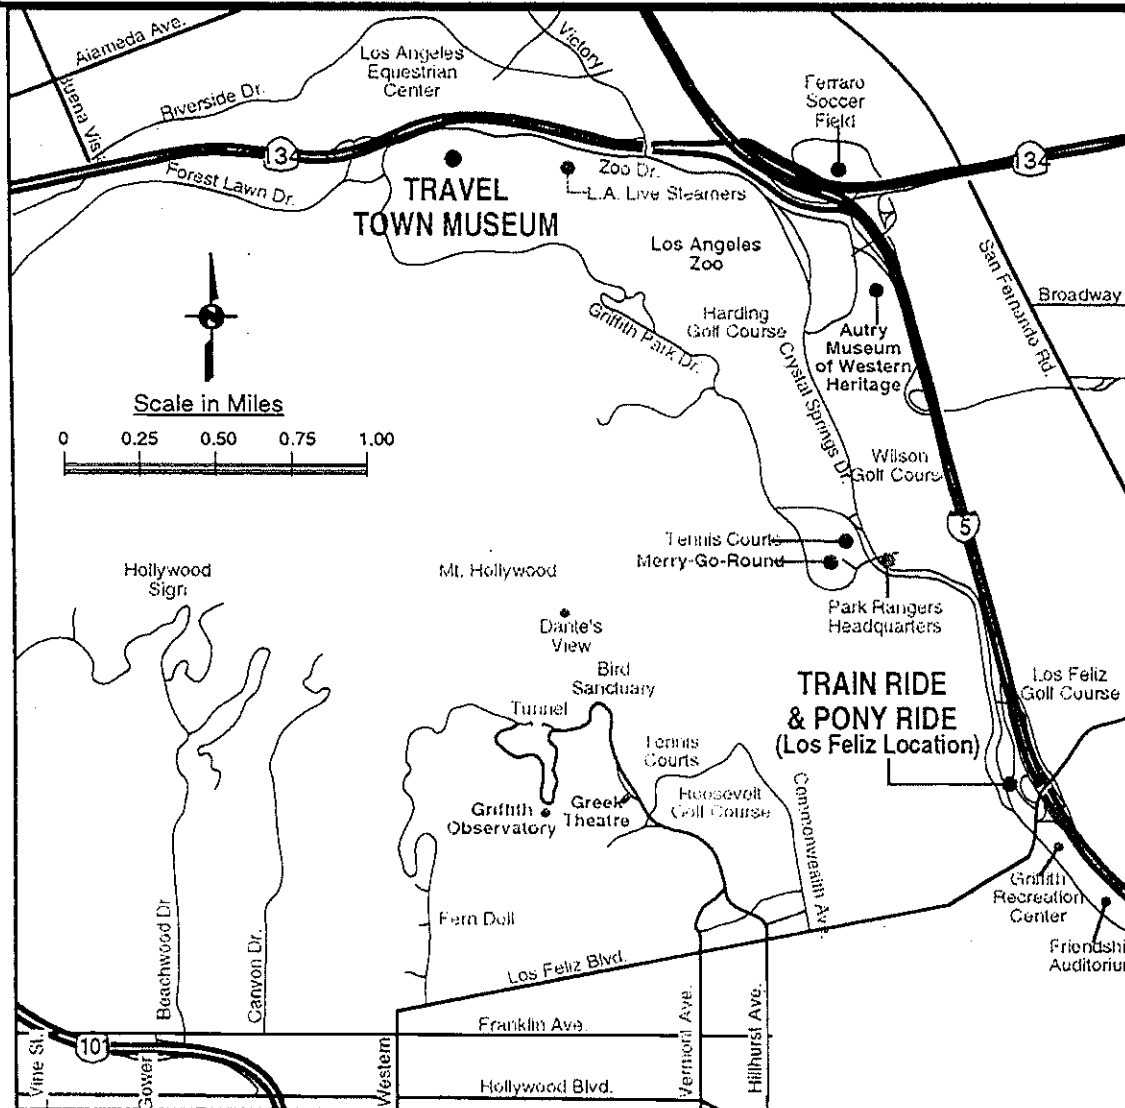 Alameda Ave.
Victory
Los Angeles
Equestrian
Center
Buena Vis
Riverside Dr.
Ferraro
Soccer
Field
134
134
Zoo Dr.
Forest Lawn Dr.
TRAVEL
TOWN MUSEUM
L.A. Live Steamers
Los Angeles
Zoo
San Fernando Rd.
Broadway
N
Harding
Golf Course
Griffith Park Dr.
Autry
Museum
of Western
Heritage
Crystal Springs Dr.
Scale in Miles
0 0.25 0.50 0.75 1.00
Wilson
Golf Cours
5
Tennis Courts
Merry-Go-Round
Hollywood
Sign
Mt. Hollywood
Park Rangers
Headquarters
Dante's
View
Bird
Sanctuary
TRAIN RIDE
& PONY RIDE
(Los Feliz Location)
Los Feliz
Golf Course
Tunnel
Tennis
Courts
Roosevelt
Golf Course
Commonwealth Ave.
Griffith
Observatory
Greek
Theatre
Griffith
Recreation
Center
Fern Dell
Beachwood Dr
Canyon Dr.
Friendshi
Auditoriu
Los Feliz Blvd.
Franklin Ave.
Vermont Ave.
Hillhurst Ave.
101
Vine St.
Gower
Western
Hollywood Blvd.